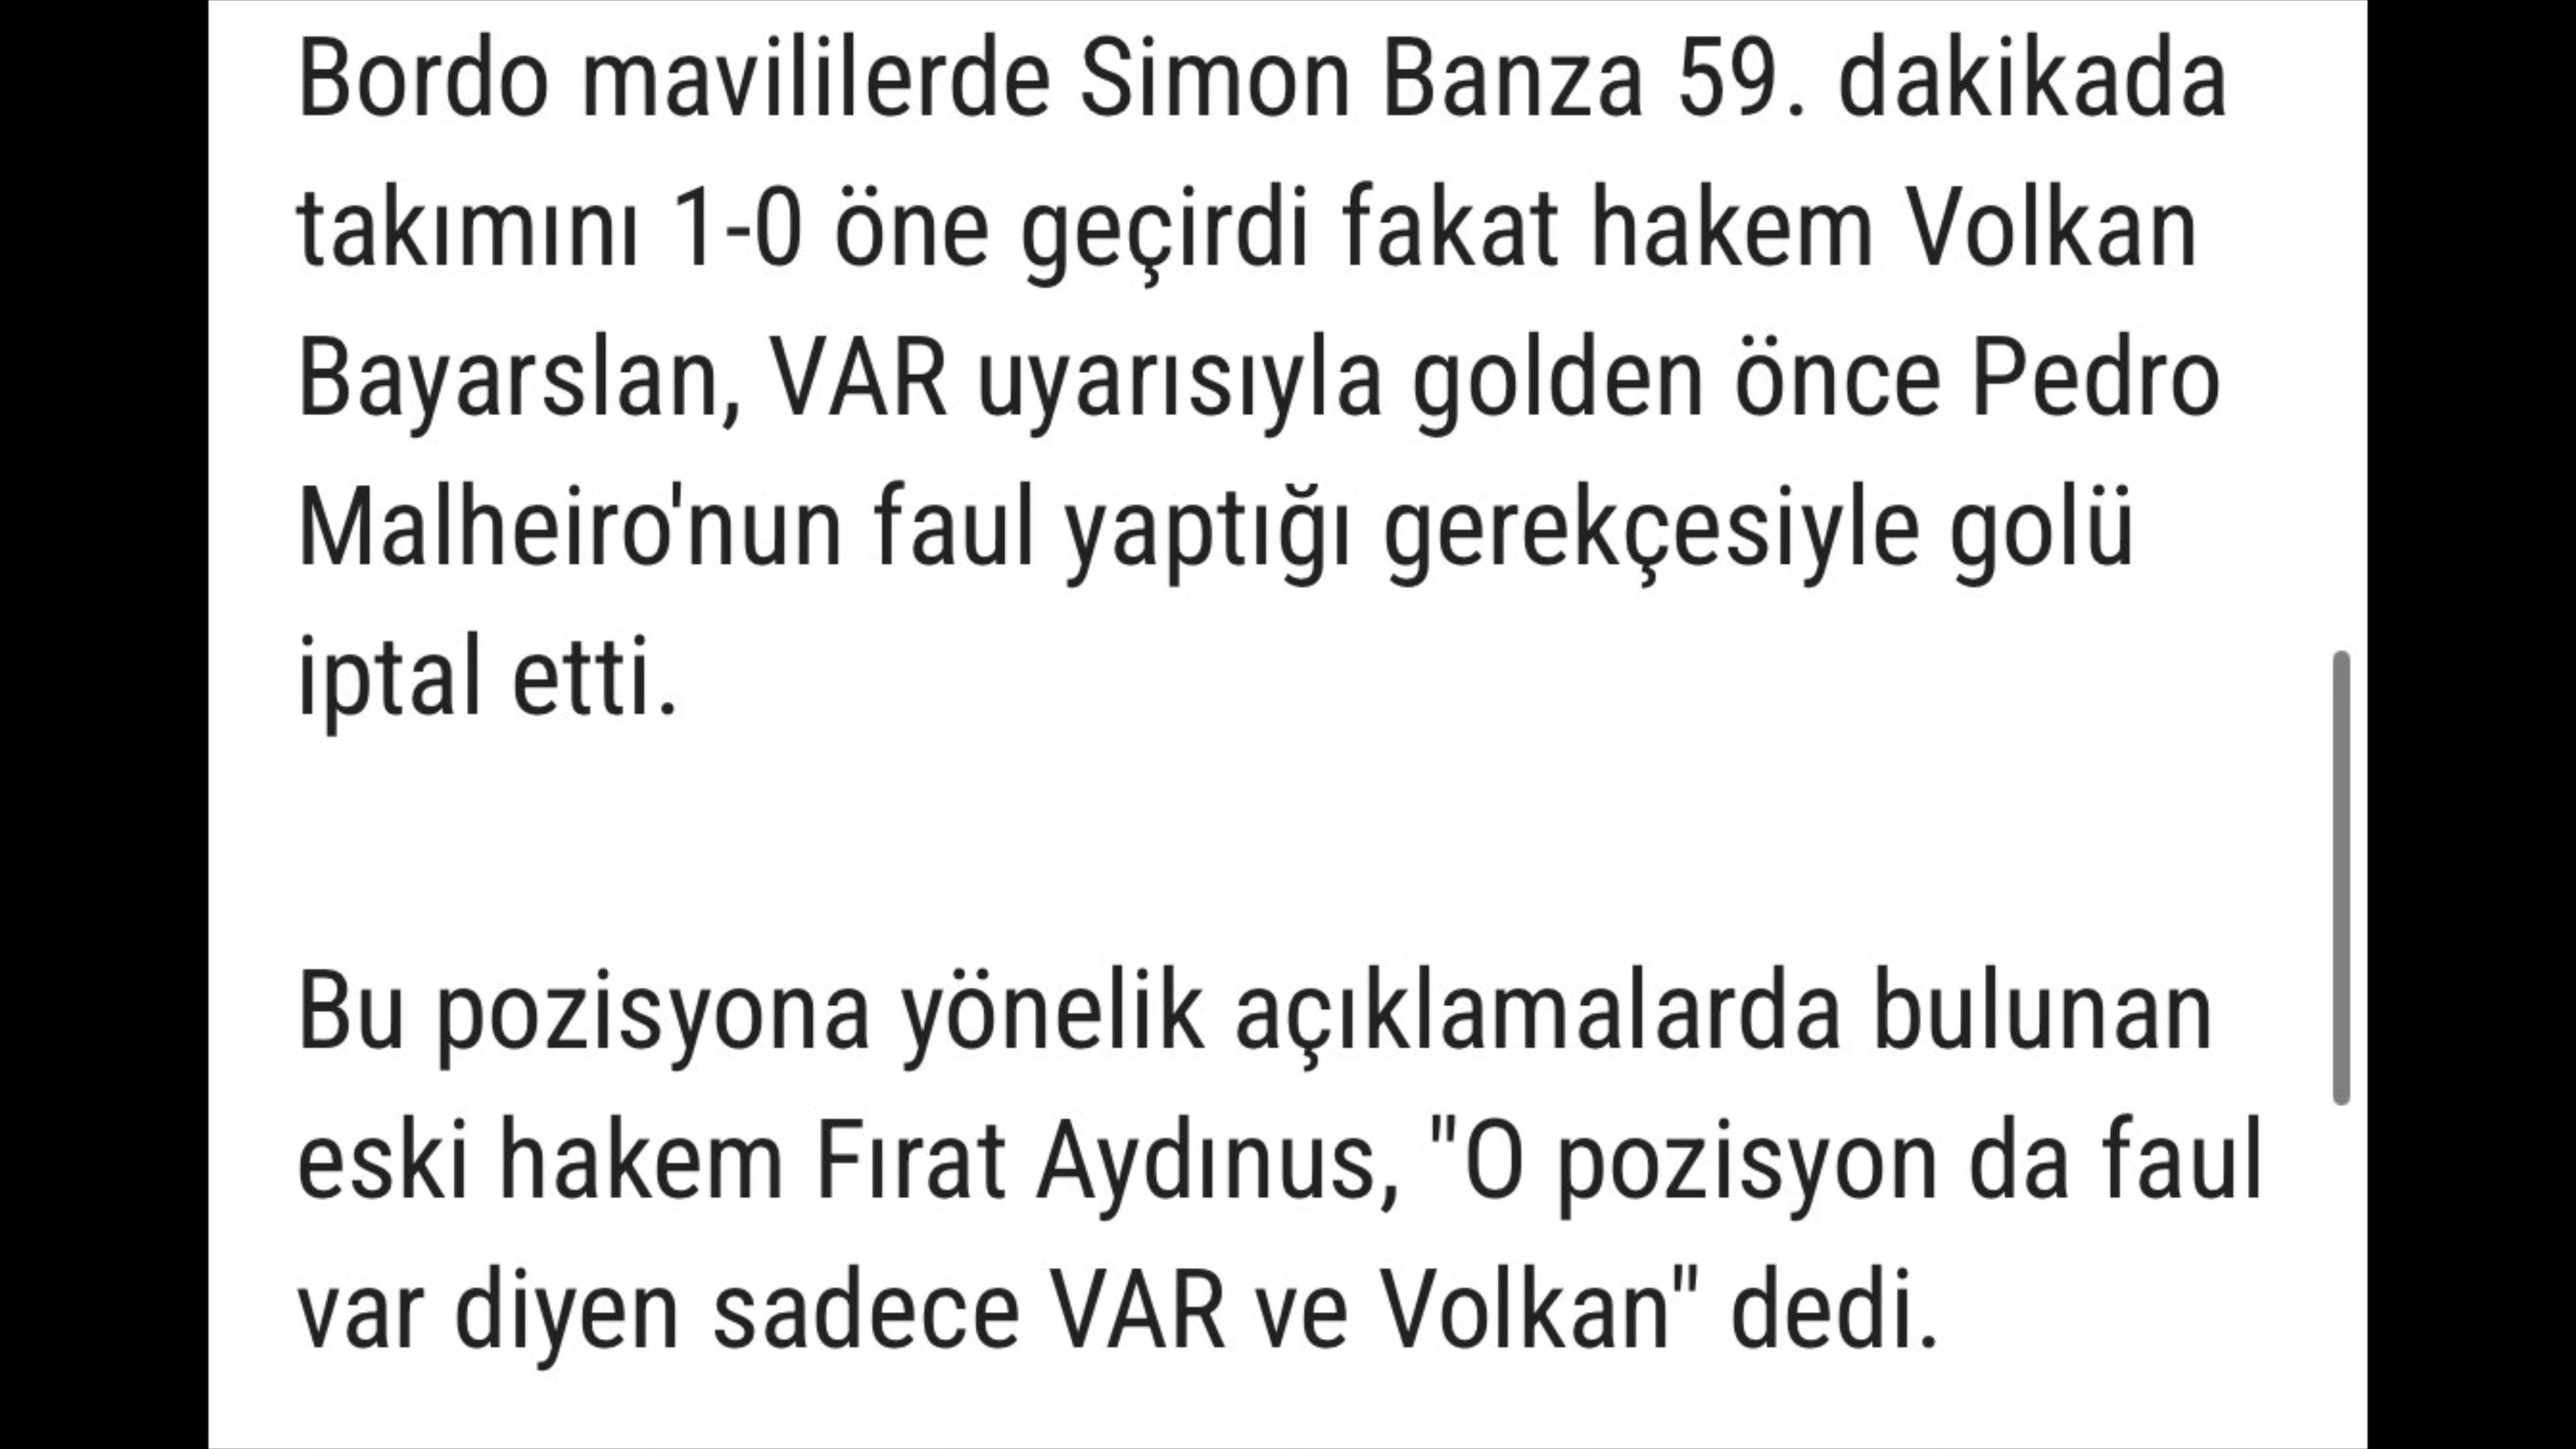 Bordo mavililerde Simon Banza 59. dakikada
takımını 1-0 öne geçirdi fakat hakem Volkan
Bayarslan, VAR uyarısıyla golden önce Pedro
Malheiro'nun faul yaptığı gerekçesiyle golü
iptal etti.
Bu pozisyona yönelik açıklamalarda bulunan
eski hakem Fırat Aydınus, "O pozisyon da faul
var diyen sadece VAR ve Volkan" dedi.